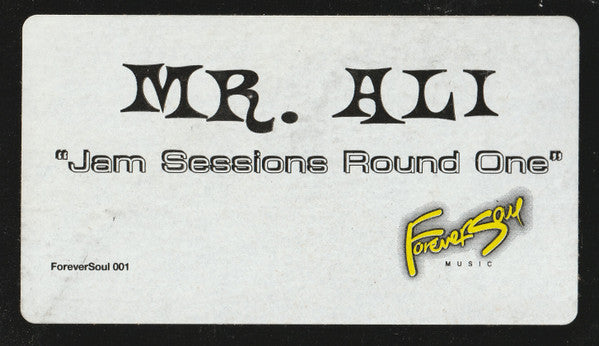 MR. ALI
"Jam Sessions Round One"
ForeverSoul
MUSIC
ForeverSoul 001